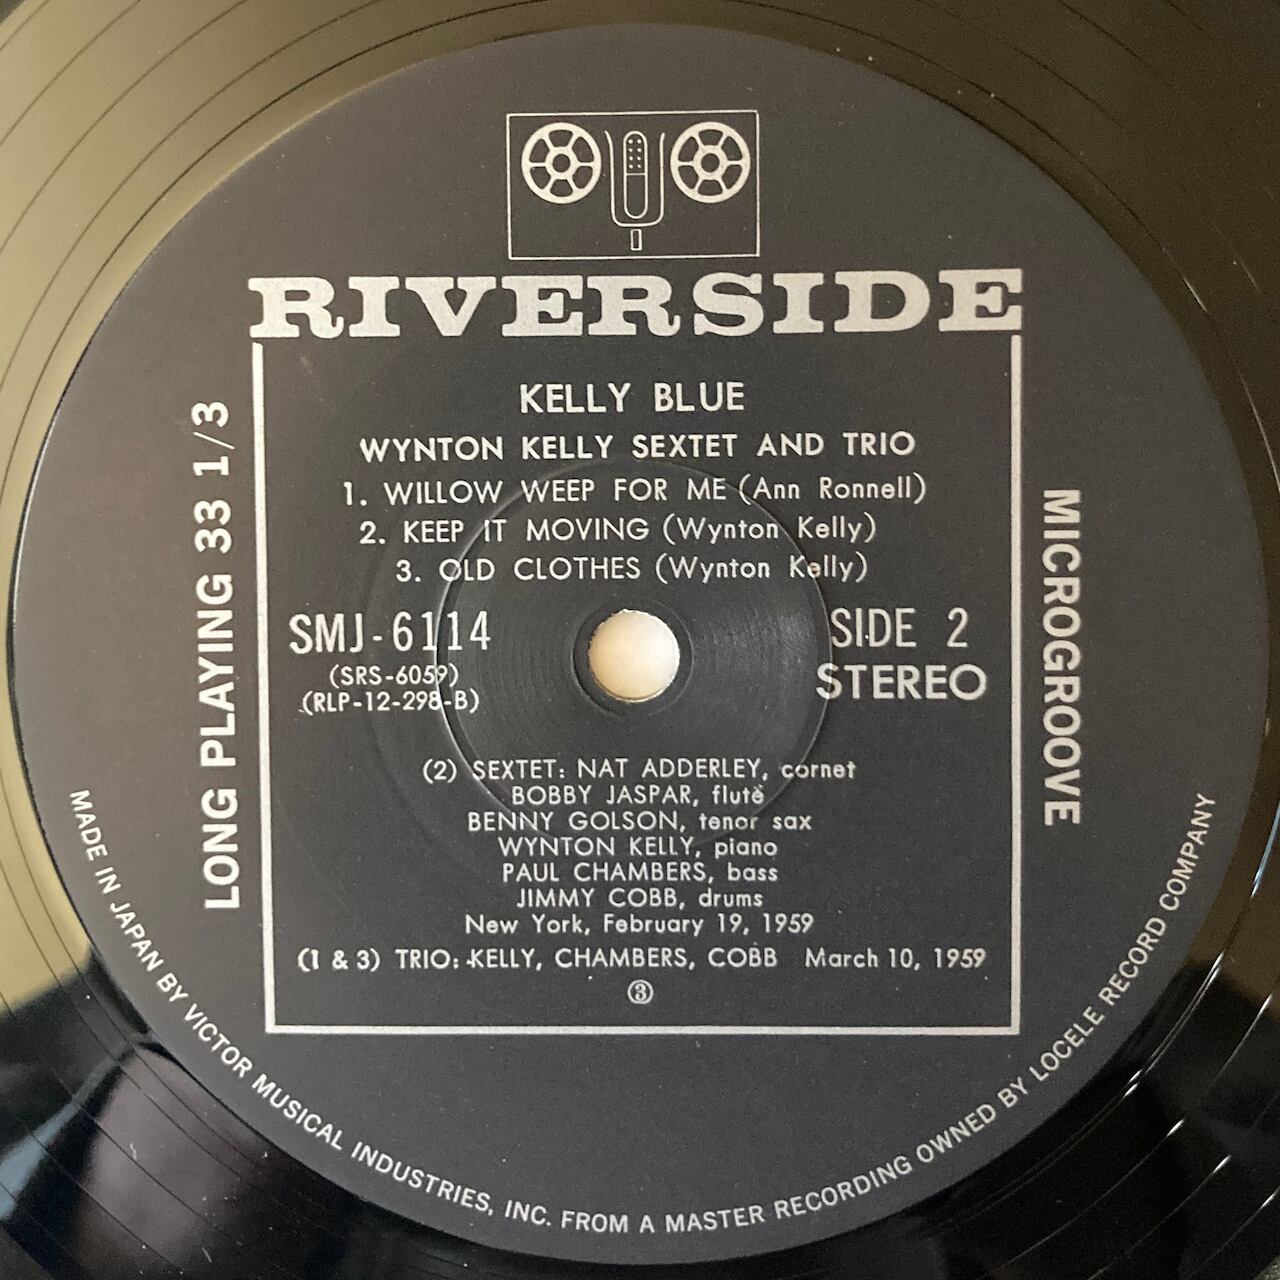 RIVERSIDE
KELLY BLUE
WYNTON KELLY SEXTET AND TRIO
1. WILLOW WEEP FOR ME (Ann Ronnell)
2. KEEP IT MOVING (Wynton Kelly)
3. OLD CLOTHES (Wynton Kelly)
SMJ-6114
(SRS-6059)
(RLP-12-298-B)
SIDE 2
STEREO
LONG PLAYING 33 1/3
MICROGROOVE
(2) SEXTET: NAT ADDERLEY, cornet
BOBBY JASPAR, flute
BENNY GOLSON, tenor sax
WYNTON KELLY, piano
PAUL CHAMBERS, bass
JIMMY COBB, drums
New York, February 19, 1959
(1 & 3) TRIO: KELLY, CHAMBERS, COBB March 10, 1959
③
MADE IN JAPAN BY VICTOR MUSICAL INDUSTRIES, INC. FROM A MASTER RECORDING OWNED BY LOCELE RECORD COMPANY